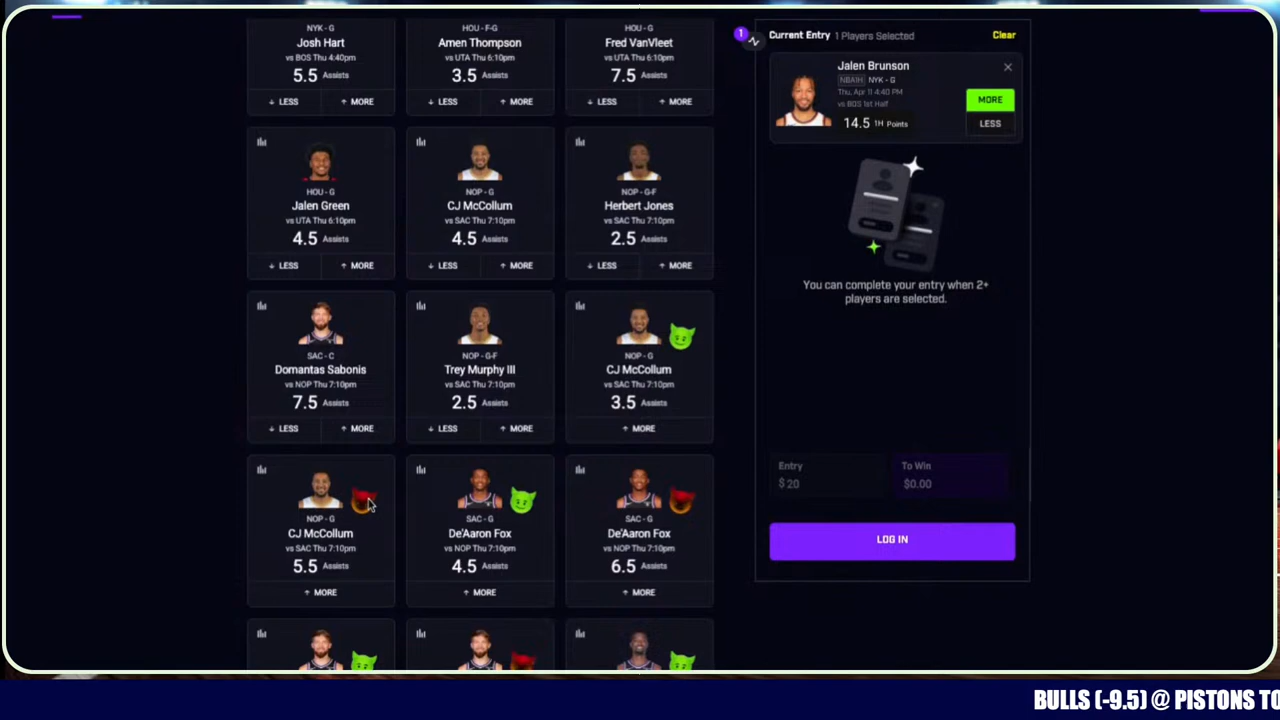 NYK - G
Josh Hart
vs BOS Thu 4:40pm
5.5 Assists
↓ LESS ↑ MORE
HOU - F-G
Amen Thompson
vs UTA Thu 6:10pm
3.5 Assists
↓ LESS ↑ MORE
HOU - G
Fred VanVleet
vs UTA Thu 6:10pm
7.5 Assists
↓ LESS ↑ MORE
HOU - G
Jalen Green
vs UTA Thu 6:10pm
4.5 Assists
↓ LESS ↑ MORE
NOP - G
CJ McCollum
vs SAC Thu 7:10pm
4.5 Assists
↓ LESS ↑ MORE
NOP - G-F
Herbert Jones
vs SAC Thu 7:10pm
2.5 Assists
↓ LESS ↑ MORE
SAC - C
Domantas Sabonis
vs NOP Thu 7:10pm
7.5 Assists
↓ LESS ↑ MORE
NOP - G-F
Trey Murphy III
vs SAC Thu 7:10pm
2.5 Assists
↓ LESS ↑ MORE
NOP - G
CJ McCollum
vs SAC Thu 7:10pm
3.5 Assists
↑ MORE
NOP - G
CJ McCollum
vs SAC Thu 7:10pm
5.5 Assists
↑ MORE
SAC - G
De'Aaron Fox
vs NOP Thu 7:10pm
4.5 Assists
↑ MORE
SAC - G
De'Aaron Fox
vs NOP Thu 7:10pm
6.5 Assists
↑ MORE
1
Current Entry 1 Players Selected Clear
Jalen Brunson
NBA1H NYK - G
Thu, Apr 11 4:40 PM
vs BOS 1st Half
14.5 1H Points
MORE
LESS
You can complete your entry when 2+
players are selected.
Entry
$ 20
To Win
$0.00
LOG IN
BULLS (-9.5) @ PISTONS TO